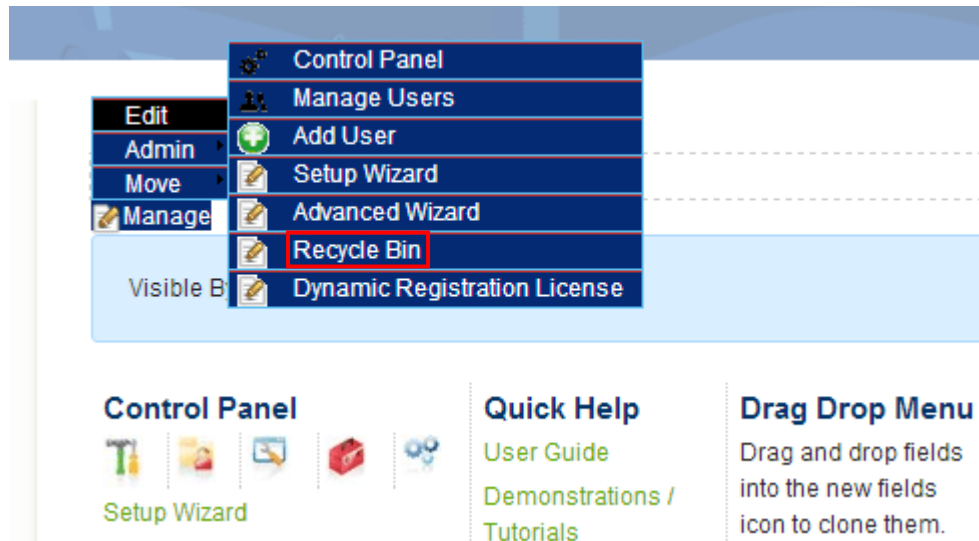 Control Panel
Manage Users
Add User
Setup Wizard
Advanced Wizard
Recycle Bin
Dynamic Registration License
Edit
Admin
Move
Manage
Visible B
Control Panel
Setup Wizard
Quick Help
User Guide
Demonstrations /
Tutorials
Drag Drop Menu
Drag and drop fields
into the new fields
icon to clone them.